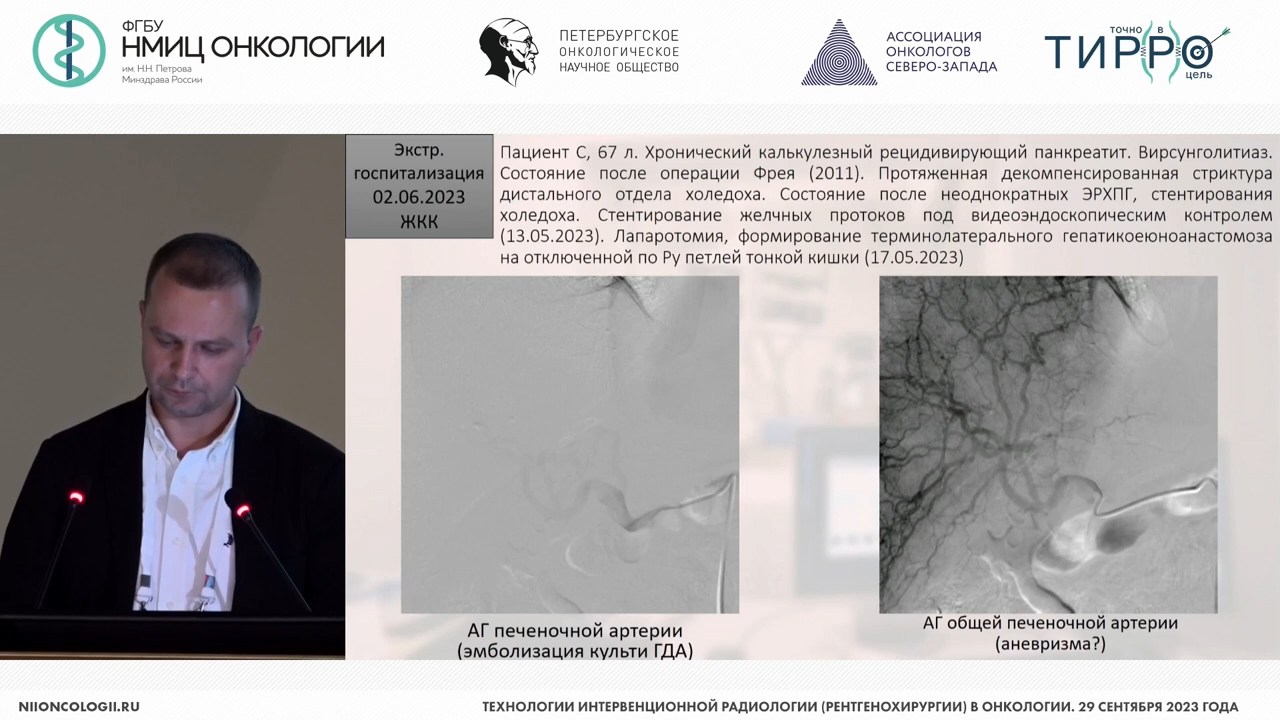 ФГБУ
НМИЦ ОНКОЛОГИИ
им. Н.Н. Петрова
Минздрава России
ПЕТЕРБУРГСКОЕ
ОНКОЛОГИЧЕСКОЕ
НАУЧНОЕ ОБЩЕСТВО
АССОЦИАЦИЯ
ОНКОЛОГОВ
СЕВЕРО-ЗАПАДА
ТОЧНО В
ТИРРО
цель
Экстр.
госпитализация
02.06.2023
ЖКК
Пациент С, 67 л. Хронический калькулезный рецидивирующий панкреатит. Вирсунголитиаз.
Состояние после операции Фрея (2011). Протяженная декомпенсированная стриктура
дистального отдела холедоха. Состояние после неоднократных ЭРХПГ, стентирования
холедоха. Стентирование желчных протоков под видеоэндоскопическим контролем
(13.05.2023). Лапаротомия, формирование терминолатерального гепатикоеюноанастомоза
на отключенной по Ру петлей тонкой кишки (17.05.2023)
АГ печеночной артерии
(эмболизация культи ГДА)
АГ общей печеночной артерии
(аневризма?)
NIIONCOLOGII.RU
ТЕХНОЛОГИИ ИНТЕРВЕНЦИОННОЙ РАДИОЛОГИИ (РЕНТГЕНОХИРУРГИИ) В ОНКОЛОГИИ. 29 СЕНТЯБРЯ 2023 ГОДА